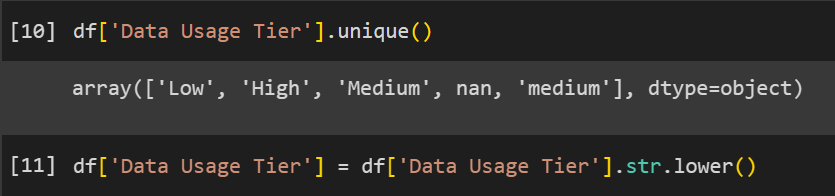 [10] df['Data Usage Tier'].unique()
array(['Low', 'High', 'Medium', nan, 'medium'], dtype=object)
[11] df['Data Usage Tier'] = df['Data Usage Tier'].str.lower()